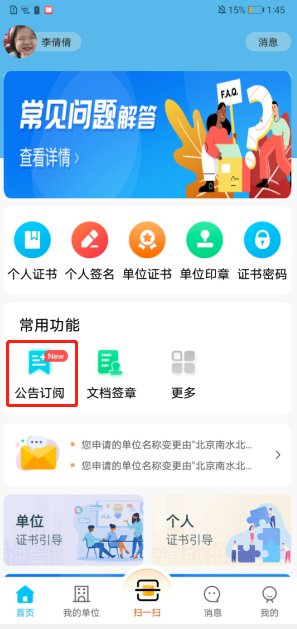 15% 1:45
李倩倩
消息
F.A.Q.
常见问题解答
查看详情 〉
个人证书 个人签名 单位证书 单位印章 证书密码
常用功能
New
公告订阅 文档签章 更多
您申请的单位名称变更由“北京南水北...
您申请的单位名称变更由“北京南水北...
单位 个人
证书引导 证书引导
首页 我的单位 扫一扫 消息 我的